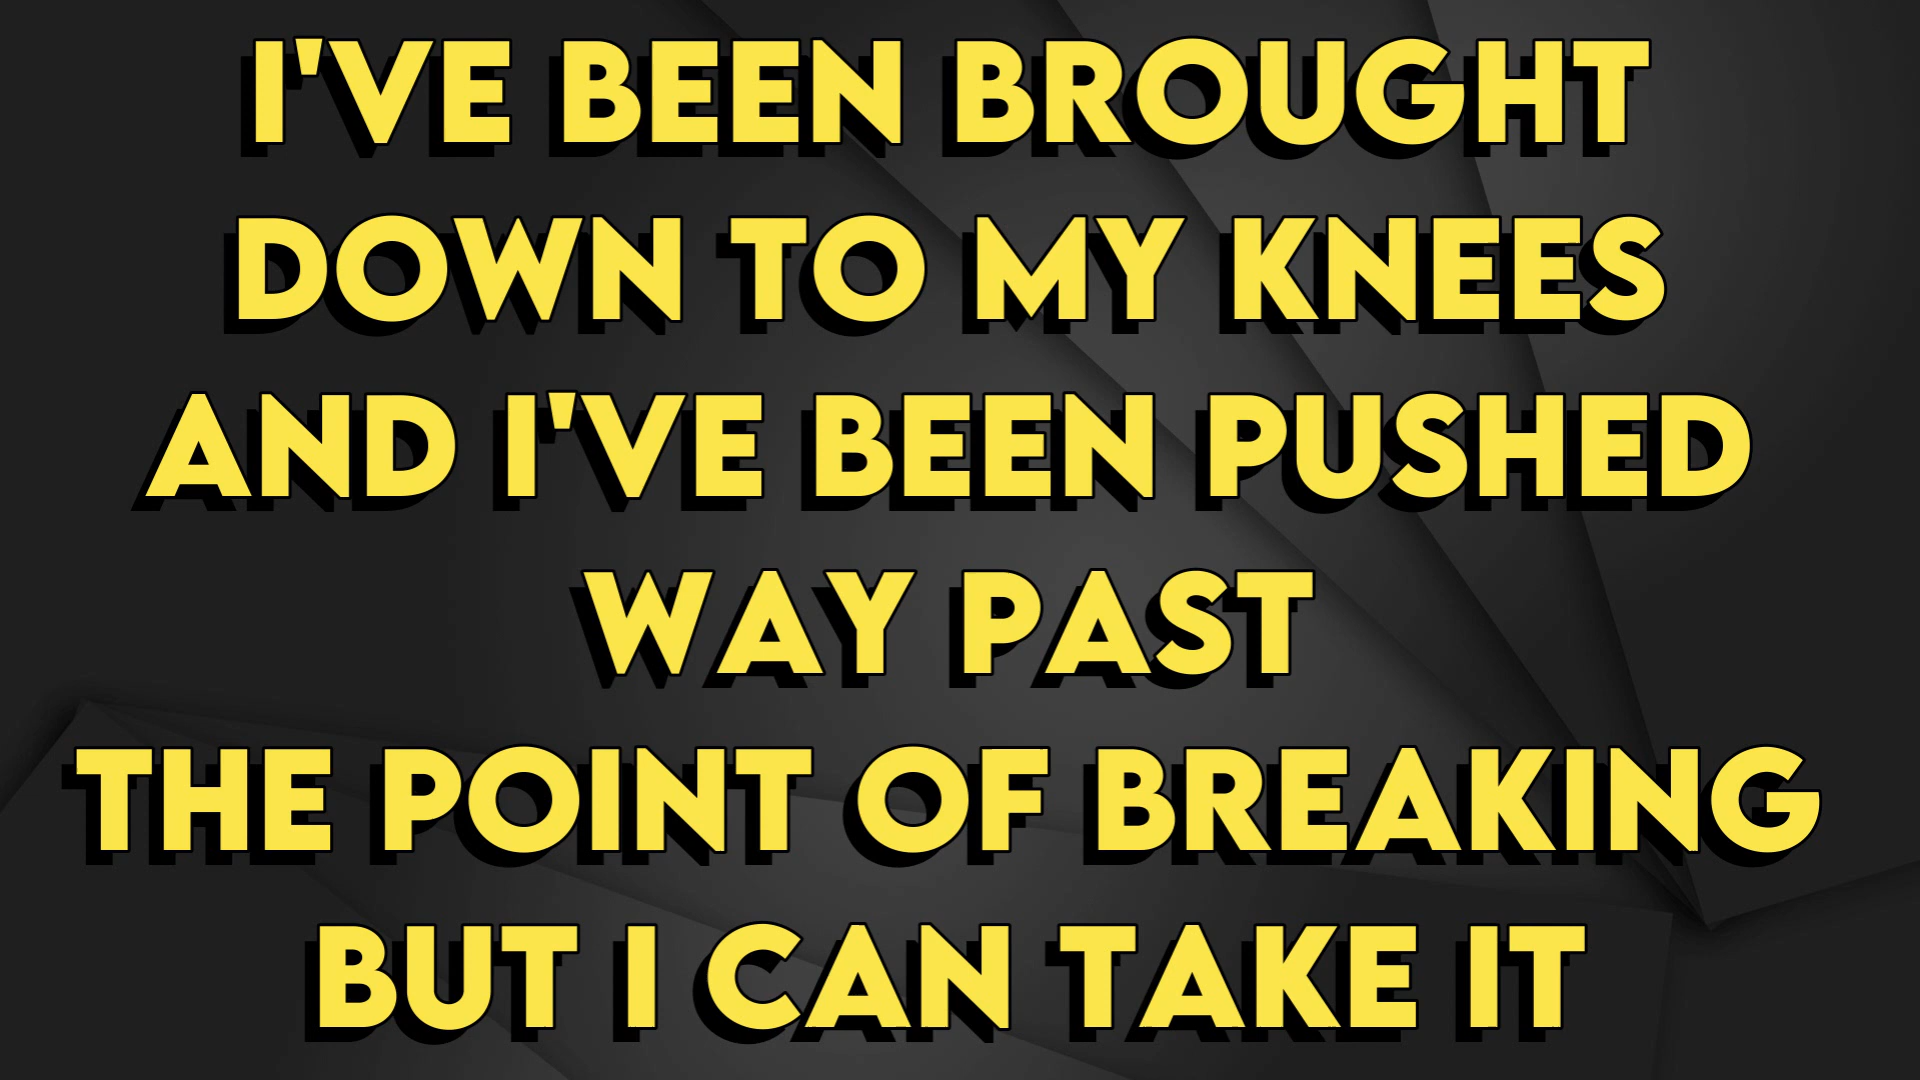 I'VE BEEN BROUGHT
DOWN TO MY KNEES
AND I'VE BEEN PUSHED
WAY PAST
THE POINT OF BREAKING
BUT I CAN TAKE IT